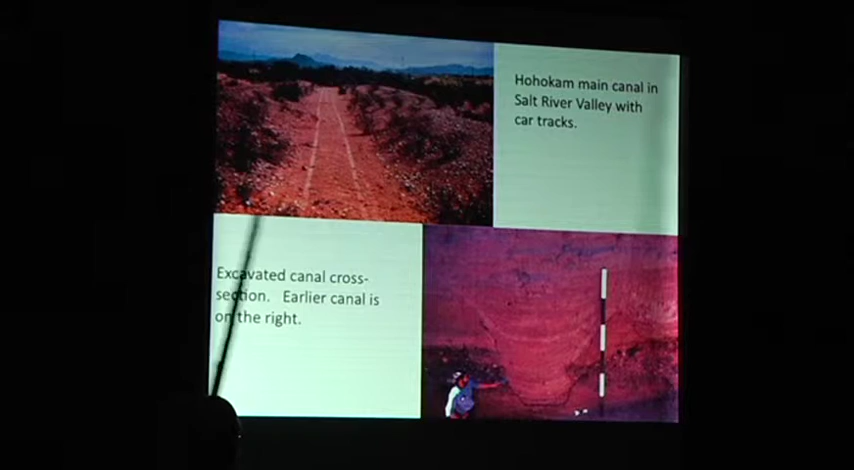 Hohokam main canal in
Salt River Valley with
car tracks.
Excavated canal cross-
section. Earlier canal is
on the right.